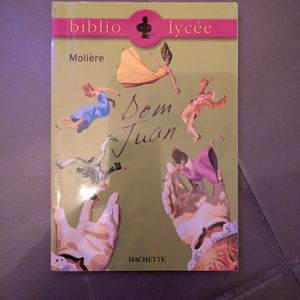 biblio lycée
Molière
Dom
Juan
HACHETTE